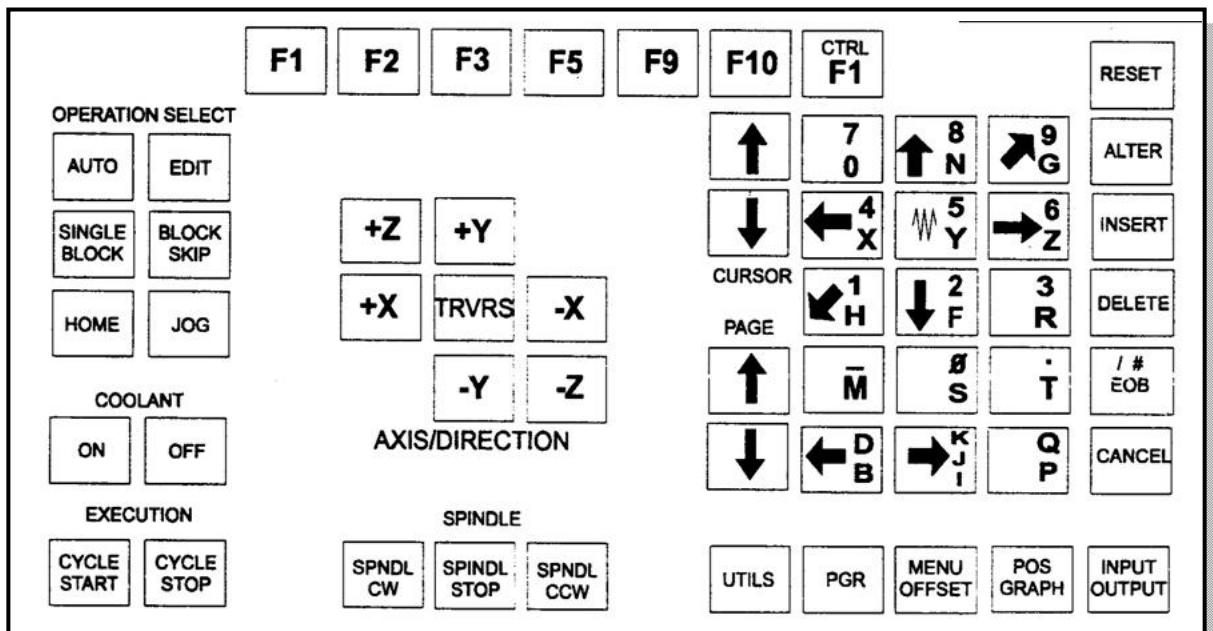 F1 F2 F3 F5 F9 F10 CTRL F1
RESET
OPERATION SELECT
AUTO EDIT
SINGLE BLOCK BLOCK SKIP
HOME JOG
COOLANT
ON OFF
EXECUTION
CYCLE START CYCLE STOP
+Z +Y
+X TRVRS -X
-Y -Z
AXIS/DIRECTION
SPINDLE
SPNDL CW SPINDL STOP SPNDL CCW
7 0 8 N 9 G ALTER
4 X 5 Y 6 Z INSERT
CURSOR
1 H 2 F 3 R DELETE
PAGE
- M Ø S . T / # EOB
D B K J I Q P CANCEL
UTILS PGR MENU OFFSET POS GRAPH INPUT OUTPUT